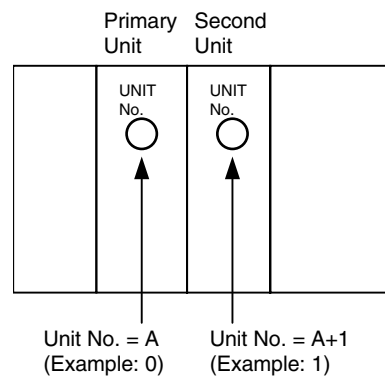 Primary
Unit
Second
Unit
UNIT
No.
UNIT
No.
Unit No. = A
(Example: 0)
Unit No. = A+1
(Example: 1)